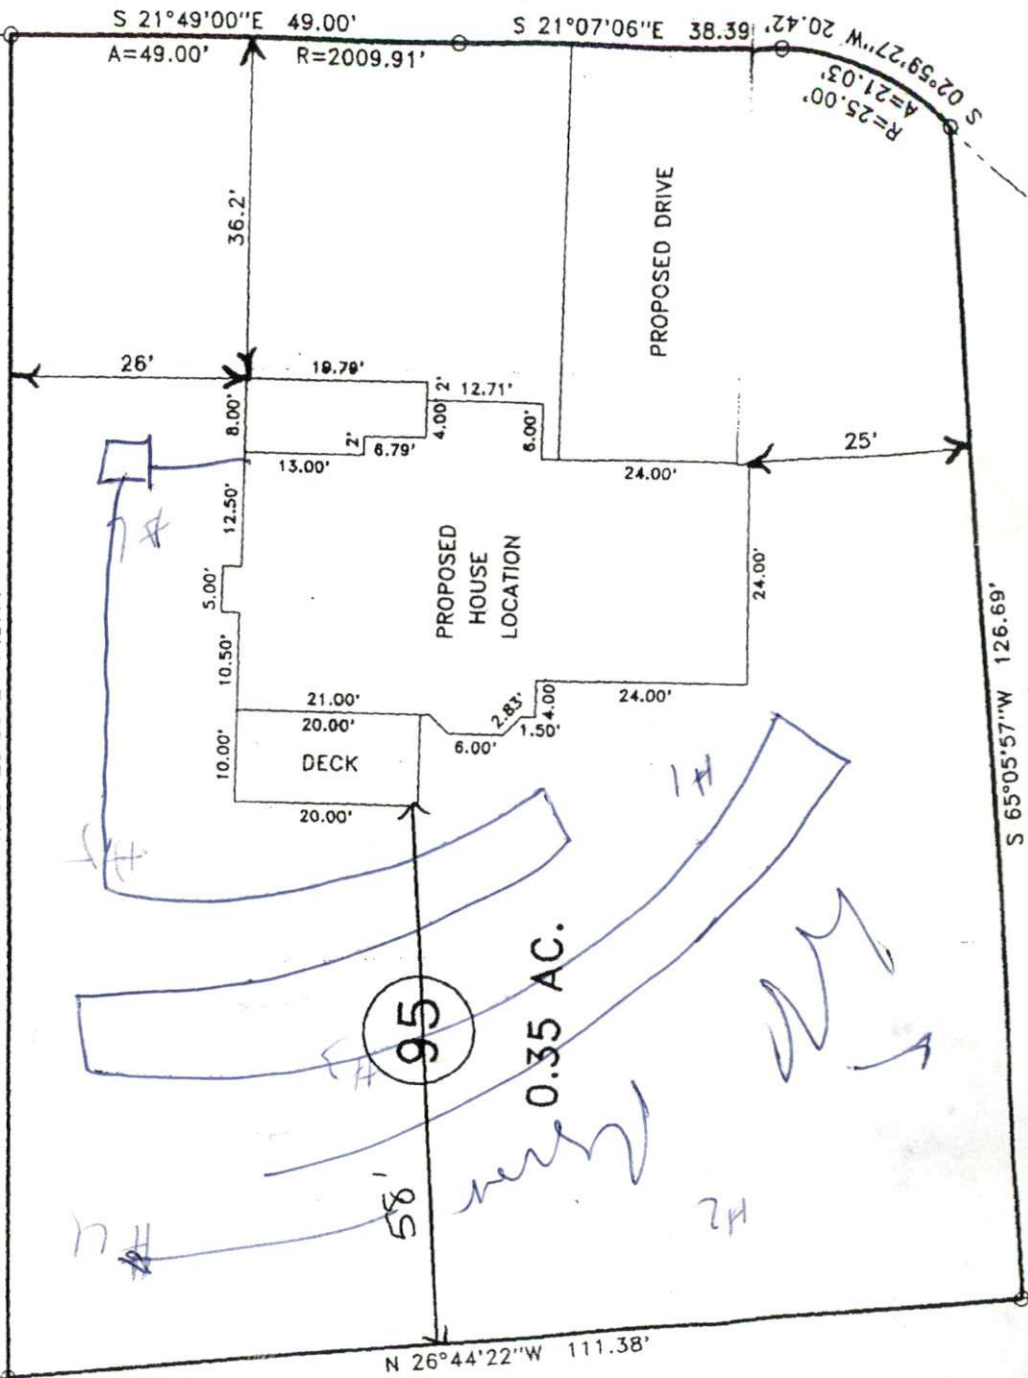 S 21°49'00"E 49.00'
A=49.00' R=2009.91'
S 21°07'06"E 38.39'
S 02°59'27"W 20.42'
A=21.03'
R=25.00'
36.2'
PROPOSED DRIVE
26'
19.79'
2'
12.71'
8.00'
4.00'
6.00'
2'
6.79'
13.00'
24.00'
25'
12.50'
5.00'
PROPOSED
HOUSE
LOCATION
24.00'
10.50'
21.00'
20.00'
2.83'
4.00'
1.50'
6.00'
24.00'
10.00'
DECK
20.00'
S 65°05'57"W 126.69'
#1
95
0.35 AC.
#3
58'
#2
N 26°44'22"W 111.38'